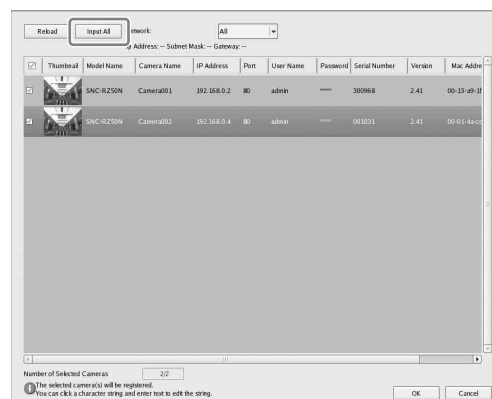 Reload Input All Network: All
IP Address: -- Subnet Mask: -- Gateway: --
Thumbnail Model Name Camera Name IP Address Port User Name Password Serial Number Version Mac Addre
SNC-RZ50N Camera001 192.168.0.2 80 admin ***** 300968 2.41 00-13-a9-1f
SNC-RZ50N Camera002 192.168.0.4 80 admin ***** 001031 2.41 00-01-4a-cc
Number of Selected Cameras 2/2
The selected camera(s) will be registered.
You can click a character string and enter text to edit the string.
OK Cancel